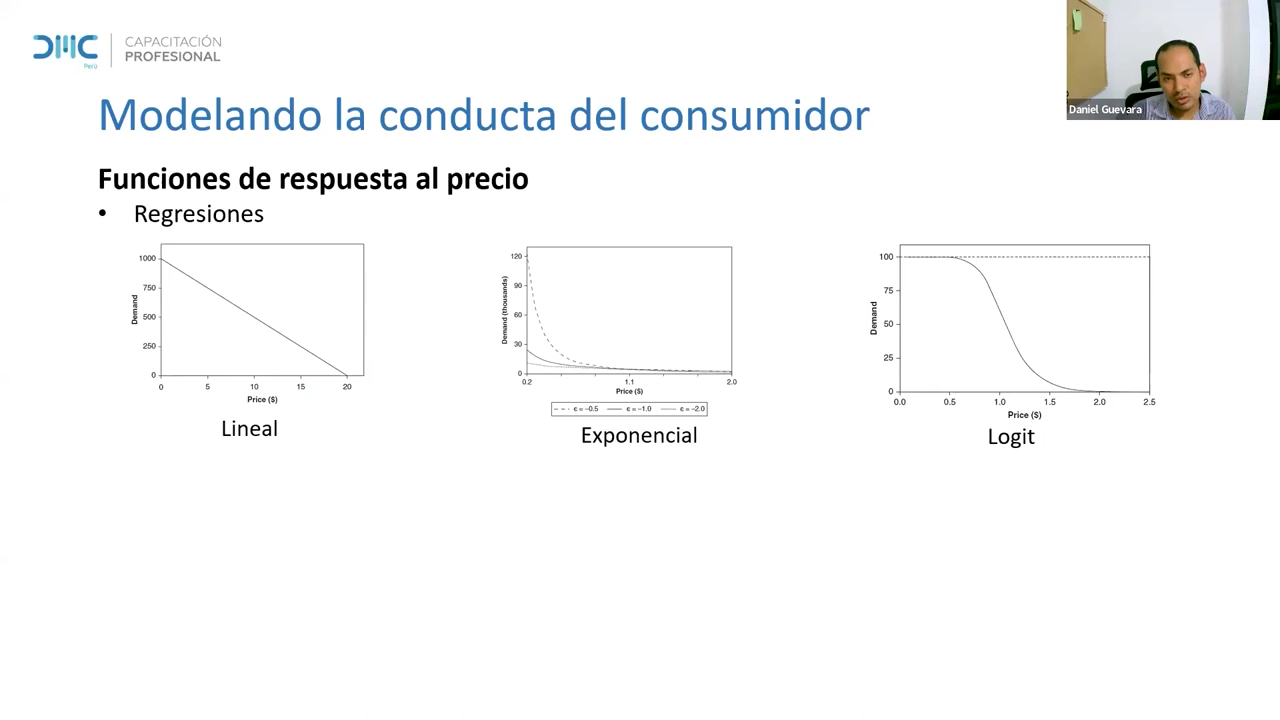 DMC
Perú
CAPACITACIÓN
PROFESIONAL
Daniel Guevara
Modelando la conducta del consumidor
Funciones de respuesta al precio
• Regresiones
Demand
1000
750
500
250
0
0 5 10 15 20
Price ($)
Lineal
Demand (thousands)
120
90
60
30
0
0.2 1.1 2.0
Price ($)
ε = –0.5 ε = –1.0 ε = –2.0
Exponencial
Demand
100
75
50
25
0
0.0 0.5 1.0 1.5 2.0 2.5
Price ($)
Logit